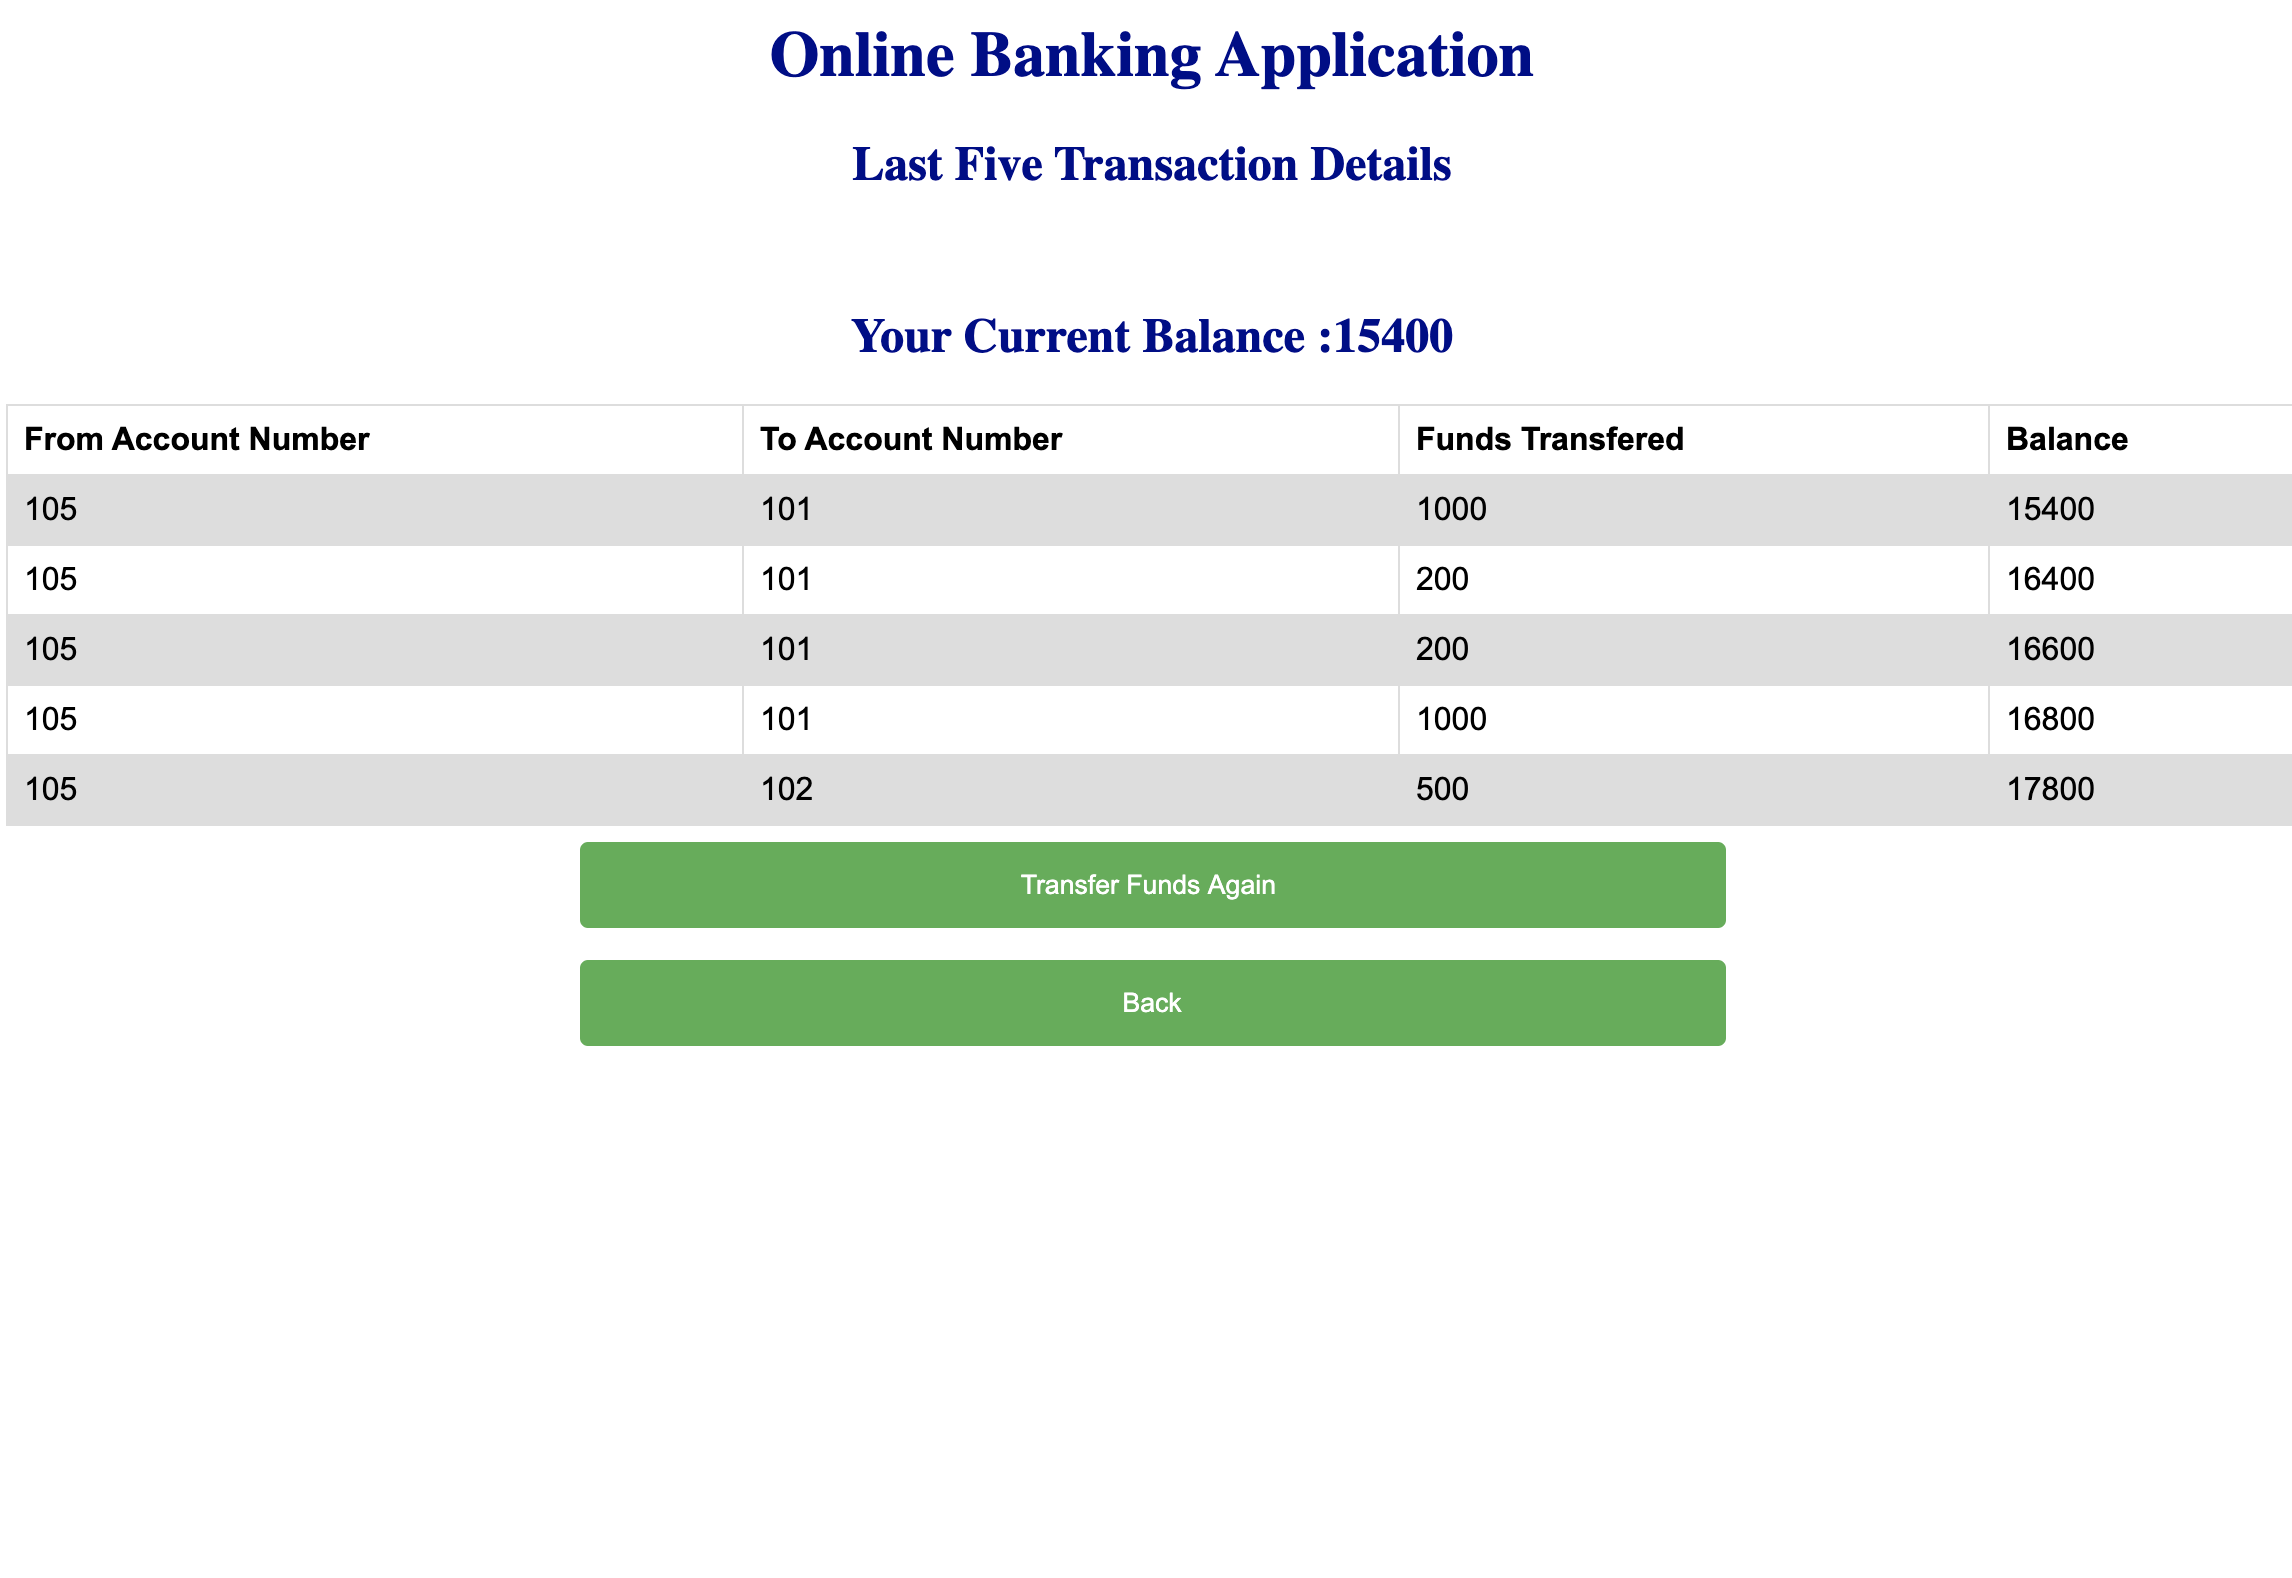 Online Banking Application
Last Five Transaction Details
Your Current Balance :15400
From Account Number To Account Number Funds Transfered Balance
105 101 1000 15400
105 101 200 16400
105 101 200 16600
105 101 1000 16800
105 102 500 17800
Transfer Funds Again
Back